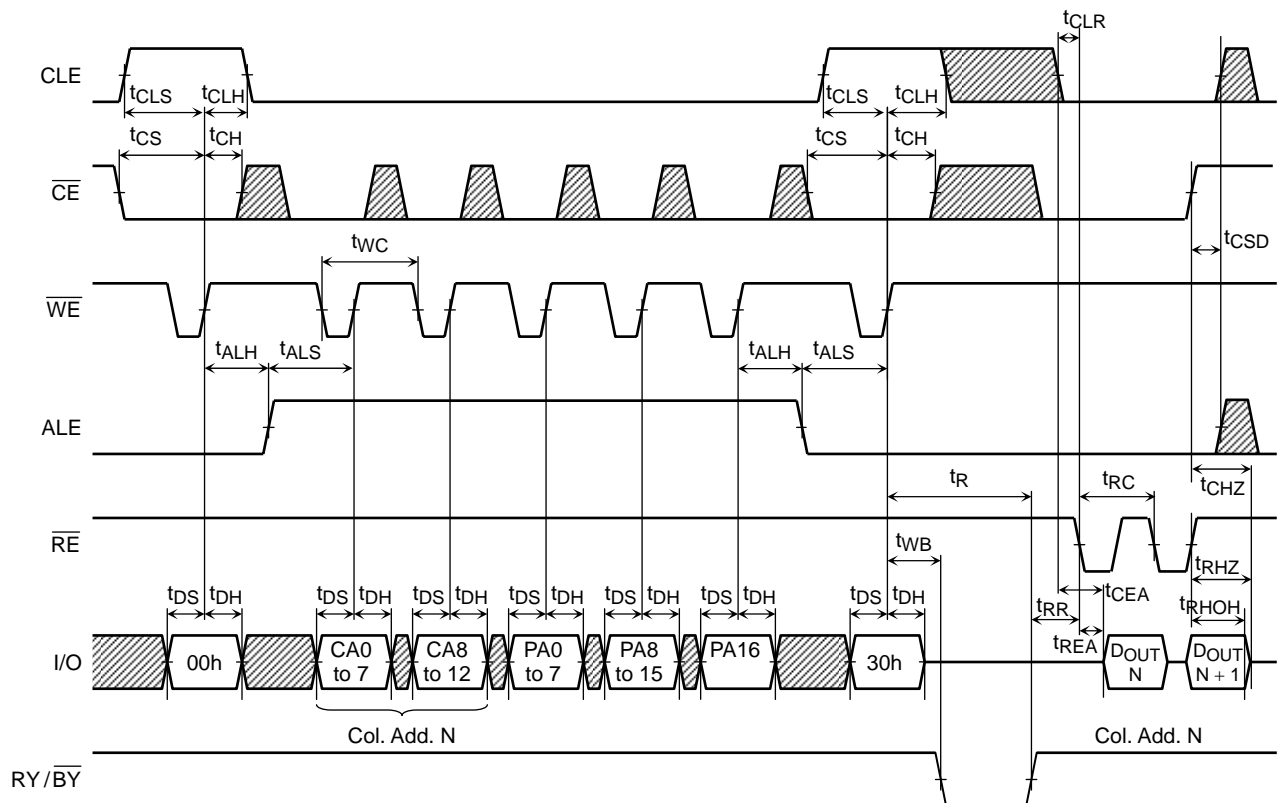 tCLR
CLE
tCLS tCLH tCLS tCLH
tCS tCH tCS tCH
CE
tCSD
tWC
WE
tALH tALS tALH tALS
ALE
tR tRC tCHZ
RE
tWB tRHZ
tDS tDH tDS tDH tDS tDH tDS tDH tDS tDH tDS tDH tDS tDH tRR tCEA tRHOH
tREA
I/O 00h CA0 to 7 CA8 to 12 PA0 to 7 PA8 to 15 PA16 30h DOUT N DOUT N + 1
Col. Add. N Col. Add. N
RY/BY